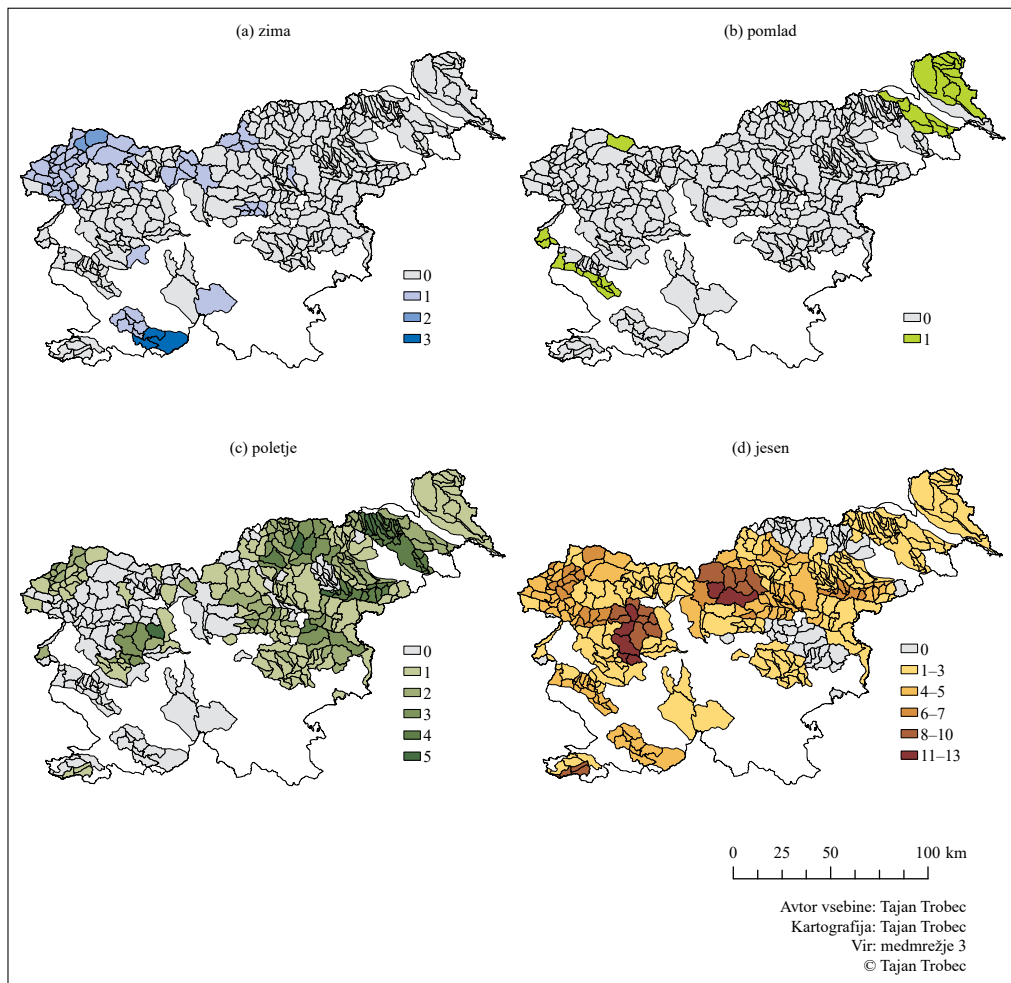 (a) zima
(b) pomlad
0
1
2
3
0
1
(c) poletje
(d) jesen
0
1
2
3
4
5
0
1–3
4–5
6–7
8–10
11–13
0 25 50 100 km
Avtor vsebine: Tajan Trobec
Kartografija: Tajan Trobec
Vir: medmrežje 3
© Tajan Trobec